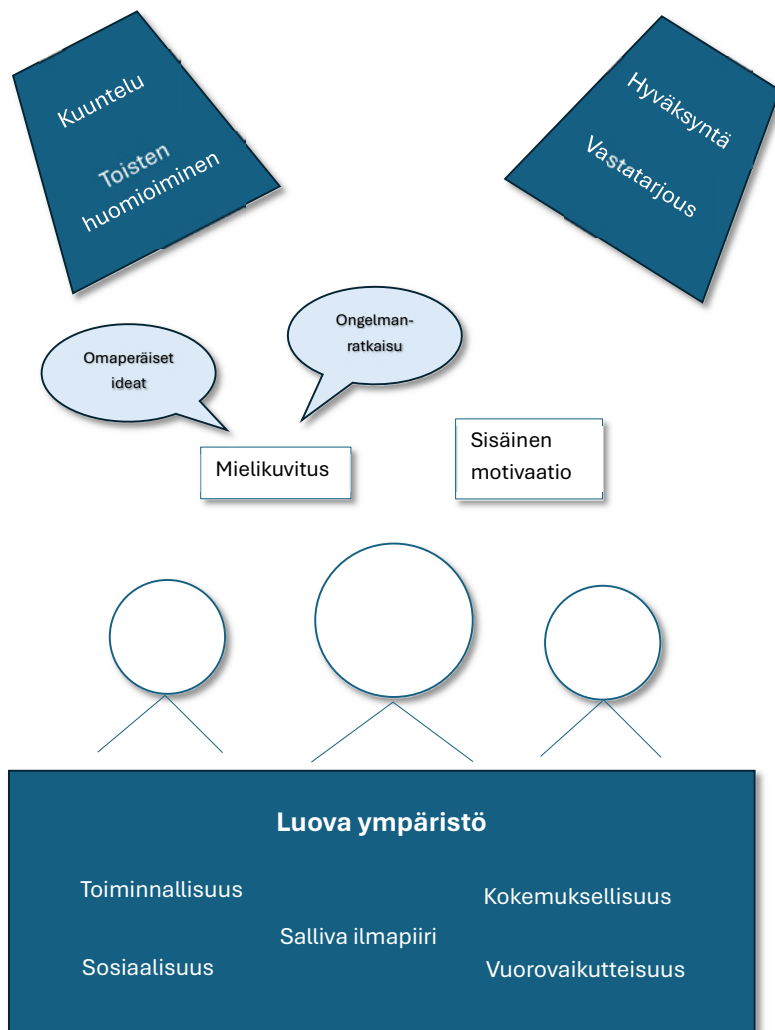 Kuuntelu
Toisten
huomioiminen
Hyväksyntä
Vastatarjous
Omaperäiset
ideat
Ongelman-
ratkaisu
Mielikuvitus
Sisäinen
motivaatio
Luova ympäristö
Toiminnallisuus
Kokemuksellisuus
Salliva ilmapiiri
Sosiaalisuus
Vuorovaikutteisuus